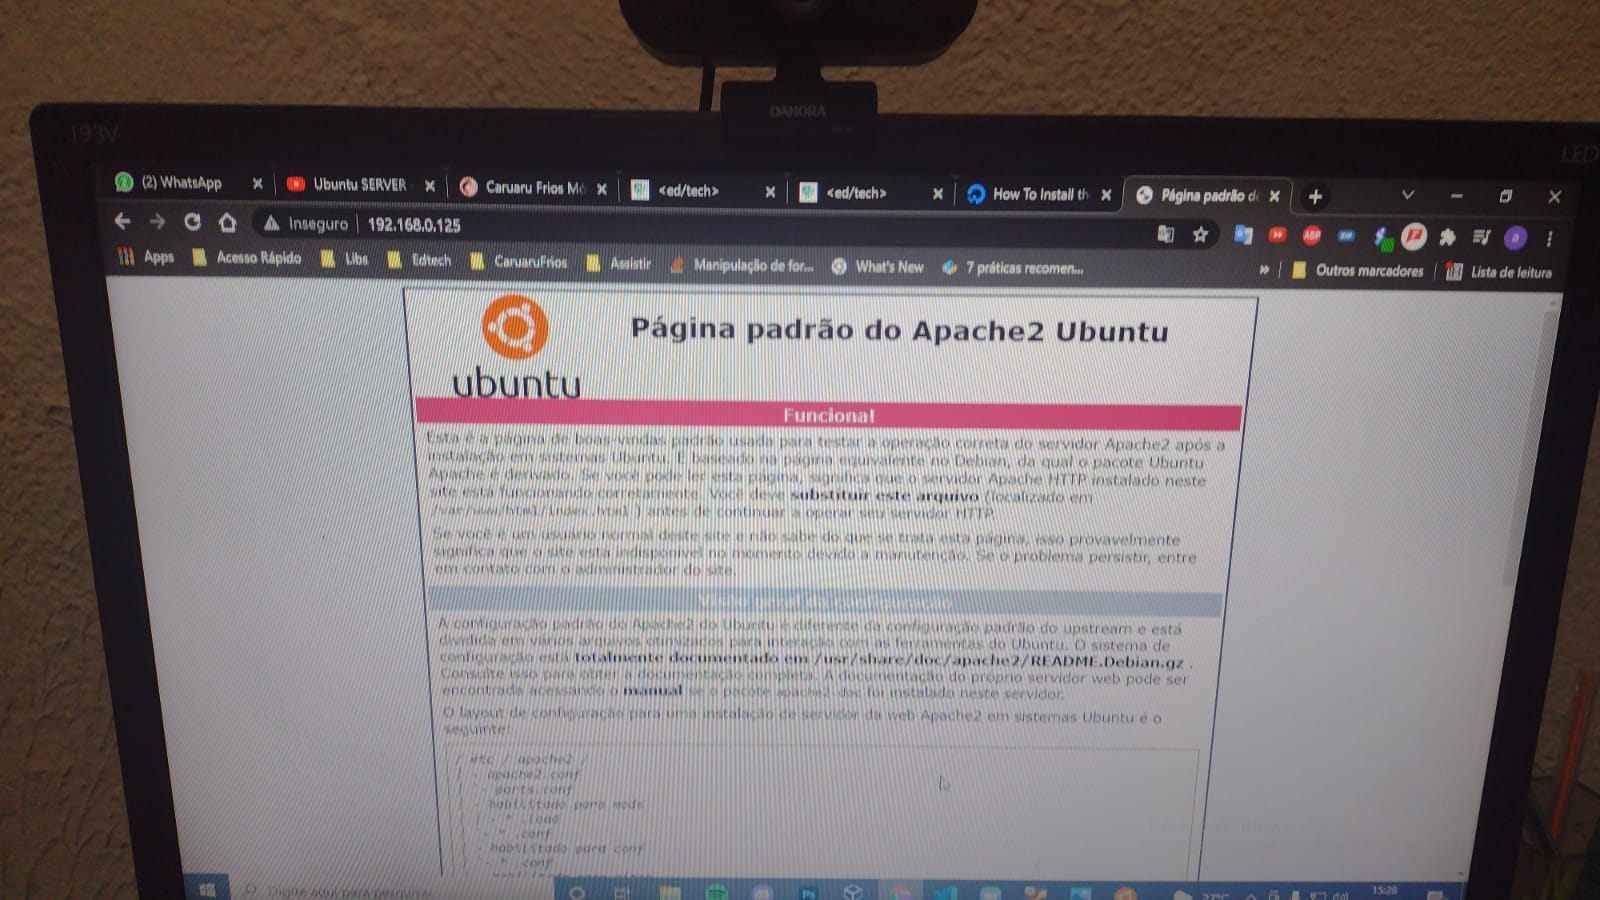 DAHORA
193V
LED
(2) WhatsApp
Ubuntu SERVER
Caruaru Frios Mó
<ed/tech>
<ed/tech>
How To Install th
Página padrão do
Inseguro
192.168.0.125
ABP
a
Apps
Acesso Rápido
Libs
Edtech
CaruaruFrios
Assistir
Manipulação de for...
What's New
7 práticas recomen...
»
Outros marcadores
Lista de leitura
ubuntu
Página padrão do Apache2 Ubuntu
Funciona!
Esta é a página de boas-vindas padrão usada para testar a operação correta do servidor Apache2 após a
instalação em sistemas Ubuntu. É baseado na página equivalente no Debian, da qual o pacote Ubuntu
Apache é derivado. Se você pode ler esta página, significa que o servidor Apache HTTP instalado neste
site está funcionando corretamente. Você deve substituir este arquivo (localizado em
/var/www/html/index.html ) antes de continuar a operar seu servidor HTTP.
Se você é um usuário normal deste site e não sabe do que se trata esta página, isso provavelmente
significa que o site está indisponível no momento devido a manutenção. Se o problema persistir, entre
em contato com o administrador do site.
Visão geral da configuração
A configuração padrão do Apache2 do Ubuntu é diferente da configuração padrão do upstream e está
dividida em vários arquivos otimizados para interação com as ferramentas do Ubuntu. O sistema de
configuração está totalmente documentado em /usr/share/doc/apache2/README.Debian.gz .
Consulte isso para obter a documentação completa. A documentação do próprio servidor web pode ser
encontrada acessando o manual se o pacote apache2-doc foi instalado neste servidor.
O layout de configuração para uma instalação de servidor da web Apache2 em sistemas Ubuntu é o
seguinte:
/ etc / apache2 /
| - apache2.conf
| `- ports.conf
| - habilitado para mods
| | - * .load
| `- * .conf
| - habilitado para conf
| `- * .conf
Digite aqui para pesquisar
Ps
27°C
15:28